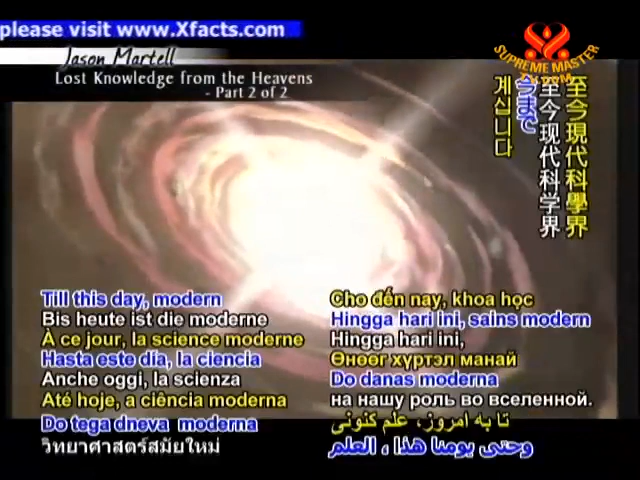 please visit www.Xfacts.com
Jason Martell
Lost Knowledge from the Heavens
- Part 2 of 2
SUPREME MASTER
TV.COM
至今現代科學界
至今现代科学界
今まで
계십니다
Till this day, modern
Bis heute ist die moderne
À ce jour, la science moderne
Hasta este día, la ciencia
Anche oggi, la scienza
Até hoje, a ciência moderna
Do tega dneva moderna
วิทยาศาสตร์สมัยใหม่
Cho đến nay, khoa học
Hingga hari ini, sains modern
Hingga hari ini,
Өнөөг хүртэл манай
Do danas moderna
на нашу роль во вселенной.
تا به امروز، علم کنونی
وحتى يومنا هذا ، العلم